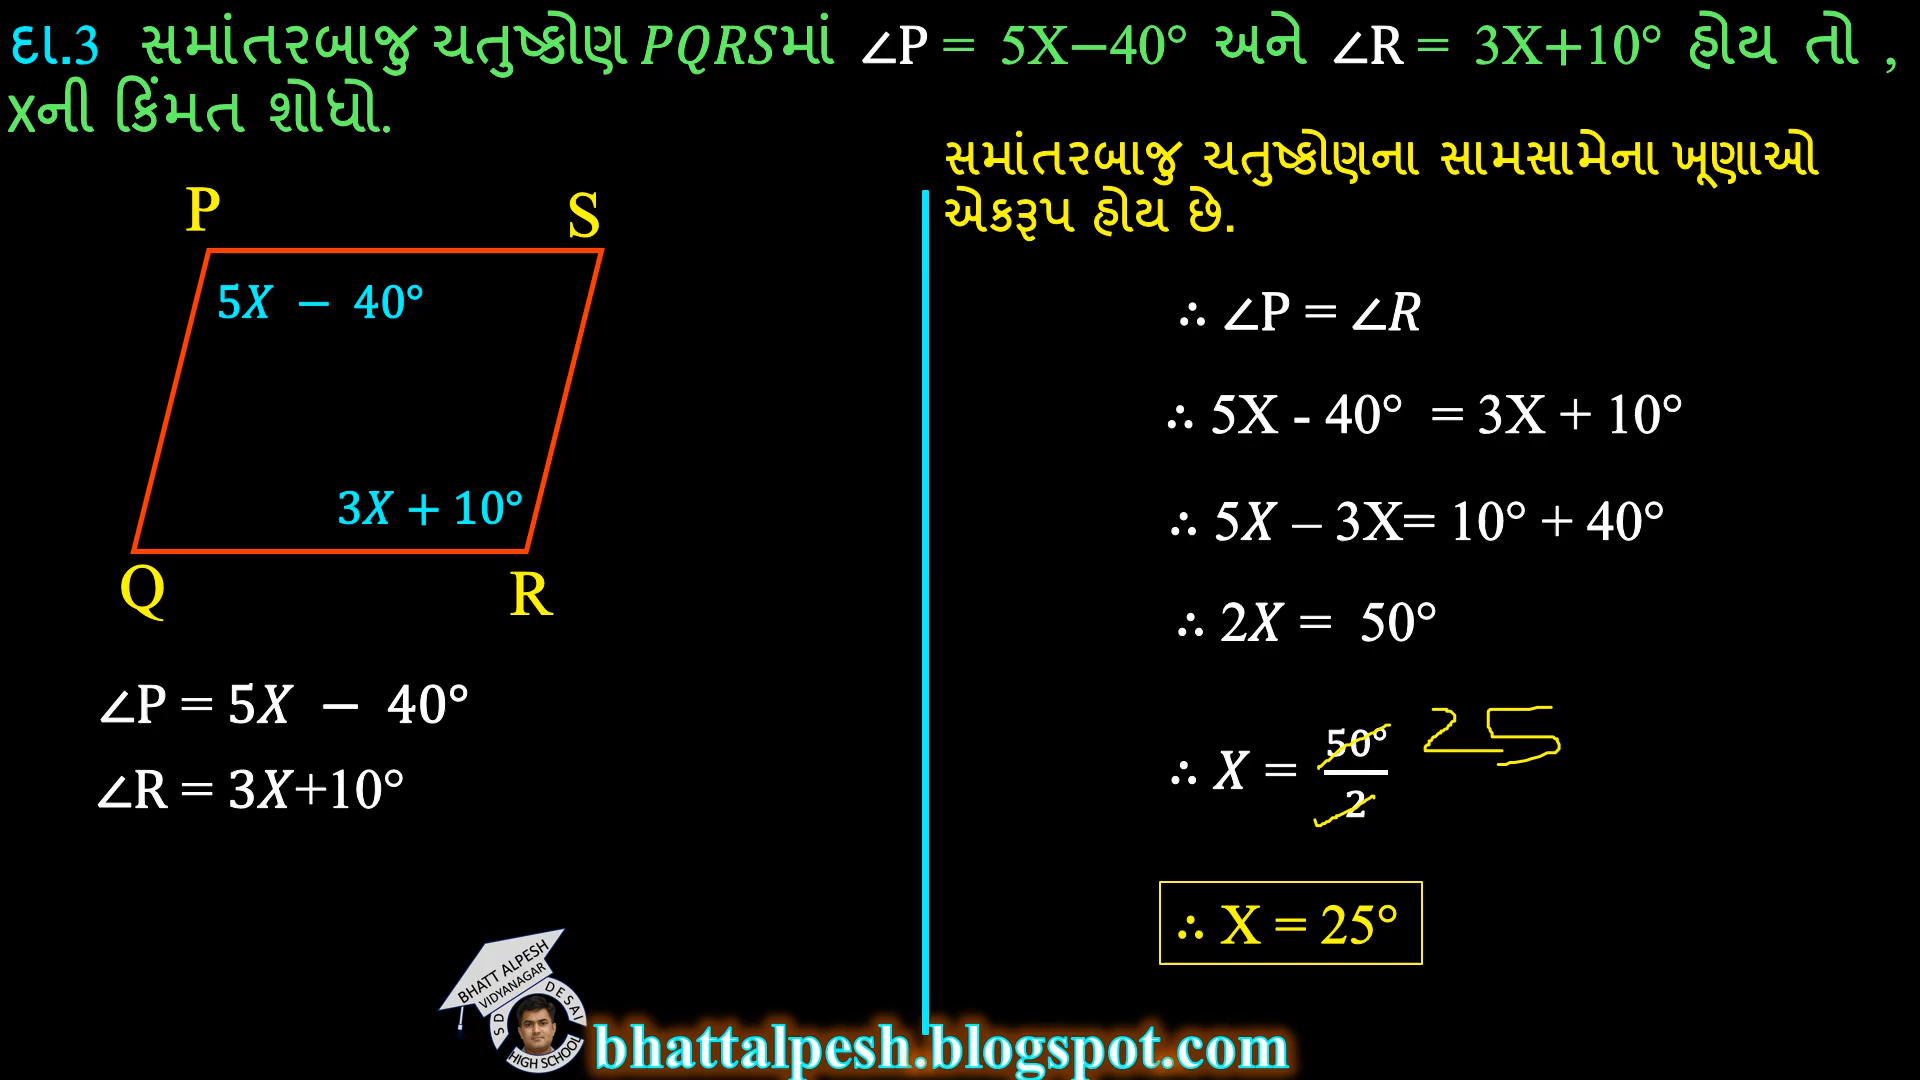 દા.3 સમાંતરબાજુ ચતુષ્કોણ PQRSમાં ∠P = 5X−40° અને ∠R = 3X+10° હોય તો ,
Xની કિંમત શોધો.
P
S
5X − 40°
3X + 10°
Q
R
∠P = 5X − 40°
∠R = 3X+10°
સમાંતરબાજુ ચતુષ્કોણના સામસામેના ખૂણાઓ
એકરૂપ હોય છે.
∴ ∠P = ∠R
∴ 5X - 40° = 3X + 10°
∴ 5X – 3X= 10° + 40°
∴ 2X = 50°
∴ X = 50°/2 25
∴ X = 25°
BHATT ALPESH
VIDYANAGAR
SD DESAI
HIGH SCHOOL
bhattalpesh.blogspot.com